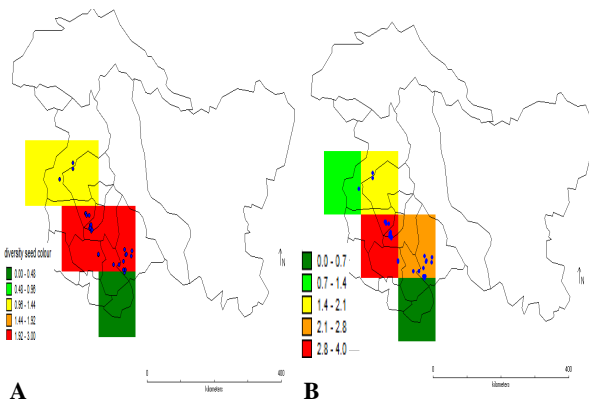 diversity seed colour
0.00 - 0.48
0.48 - 0.96
0.96 - 1.44
1.44 - 1.92
1.92 - 3.00
N
0
400
kilometers
A
0.0 - 0.7
0.7 - 1.4
1.4 - 2.1
2.1 - 2.8
2.8 - 4.0
N
0
400
kilometers
B